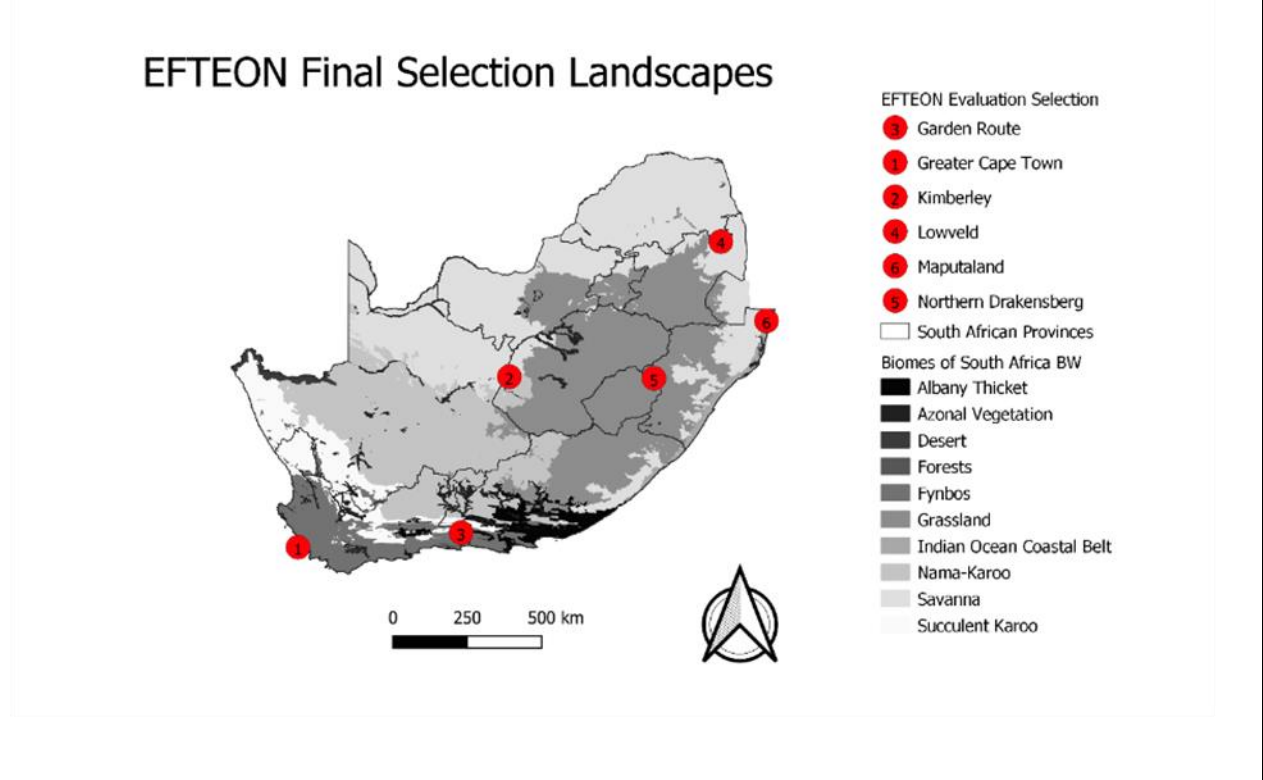 EFTEON Final Selection Landscapes
EFTEON Evaluation Selection
3 Garden Route
1 Greater Cape Town
2 Kimberley
4 Lowveld
6 Maputaland
5 Northern Drakensberg
South African Provinces
Biomes of South Africa BW
Albany Thicket
Azonal Vegetation
Desert
Forests
Fynbos
Grassland
Indian Ocean Coastal Belt
Nama-Karoo
Savanna
Succulent Karoo
4
6
2
5
3
1
0 250 500 km